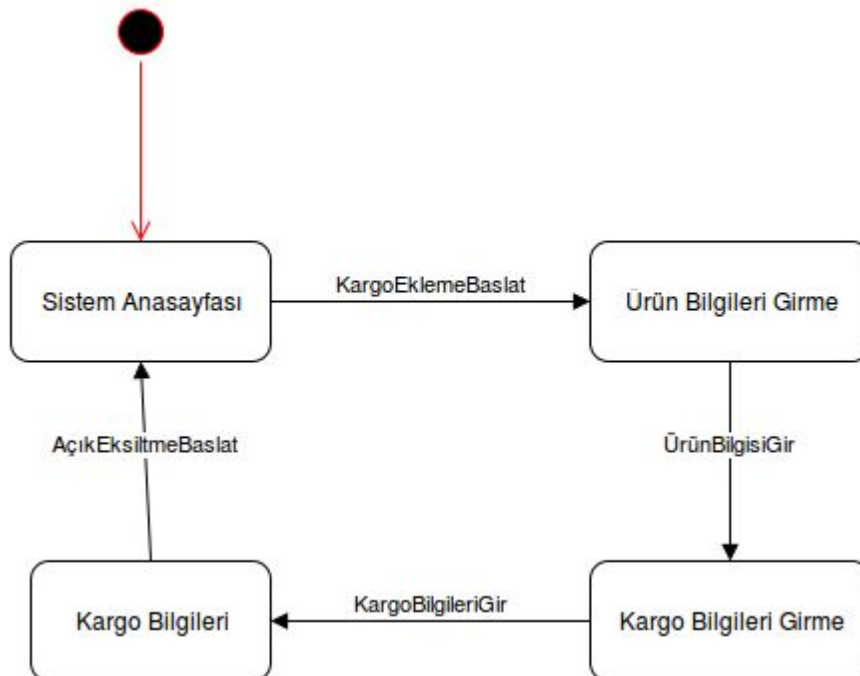 Sistem Anasayfası
KargoEklemeBaslat
Ürün Bilgileri Girme
AçıkEksiltmeBaslat
ÜrünBilgisiGir
Kargo Bilgileri
KargoBilgileriGir
Kargo Bilgileri Girme